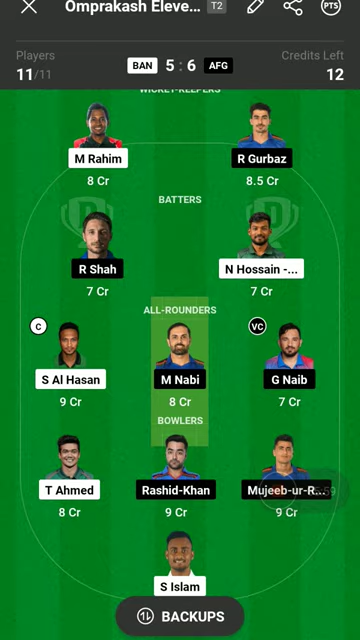 Omprakash Eleve... T2 PTS
Players Credits Left
11/11 BAN 5 : 6 AFG 12
WICKET-KEEPERS
M Rahim R Gurbaz
8 Cr 8.5 Cr
BATTERS
R Shah N Hossain -...
7 Cr 7 Cr
ALL-ROUNDERS
C VC
S Al Hasan M Nabi G Naib
9 Cr 8 Cr 7 Cr
BOWLERS
T Ahmed Rashid-Khan Mujeeb-ur-R...
8 Cr 9 Cr 9 Cr
S Islam
BACKUPS